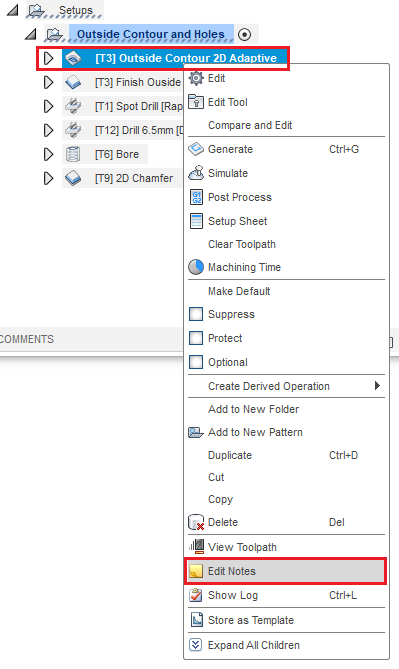 Setups
Outside Contour and Holes
[T3] Outside Contour 2D Adaptive
[T3] Finish Ouside
[T1] Spot Drill [Rap
[T12] Drill 6.5mm [D
[T6] Bore
[T9] 2D Chamfer
COMMENTS
Edit
Edit Tool
Compare and Edit
Generate Ctrl+G
Simulate
G1 G2 Post Process
Setup Sheet
Clear Toolpath
Machining Time
Make Default
Suppress
Protect
Optional
Create Derived Operation
Add to New Folder
Add to New Pattern
Duplicate Ctrl+D
Cut
Copy
Delete Del
View Toolpath
Edit Notes
Show Log Ctrl+L
Store as Template
Expand All Children